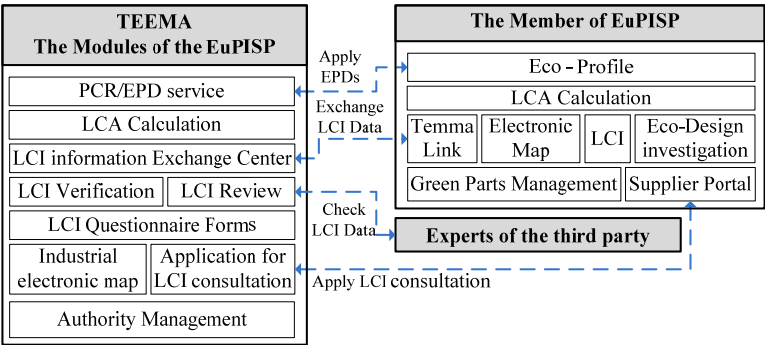 TEEMA
The Modules of the EuPISP
PCR/EPD service
LCA Calculation
LCI information Exchange Center
LCI Verification
LCI Review
LCI Questionnaire Forms
Industrial
electronic map
Application for
LCI consultation
Authority Management
Apply
EPDs
Exchange
LCI Data
Check
LCI Data
Apply LCI consultation
The Member of EuPISP
Eco - Profile
LCA Calculation
Temma
Link
Electronic
Map
LCI
Eco-Design
investigation
Green Parts Management
Supplier Portal
Experts of the third party